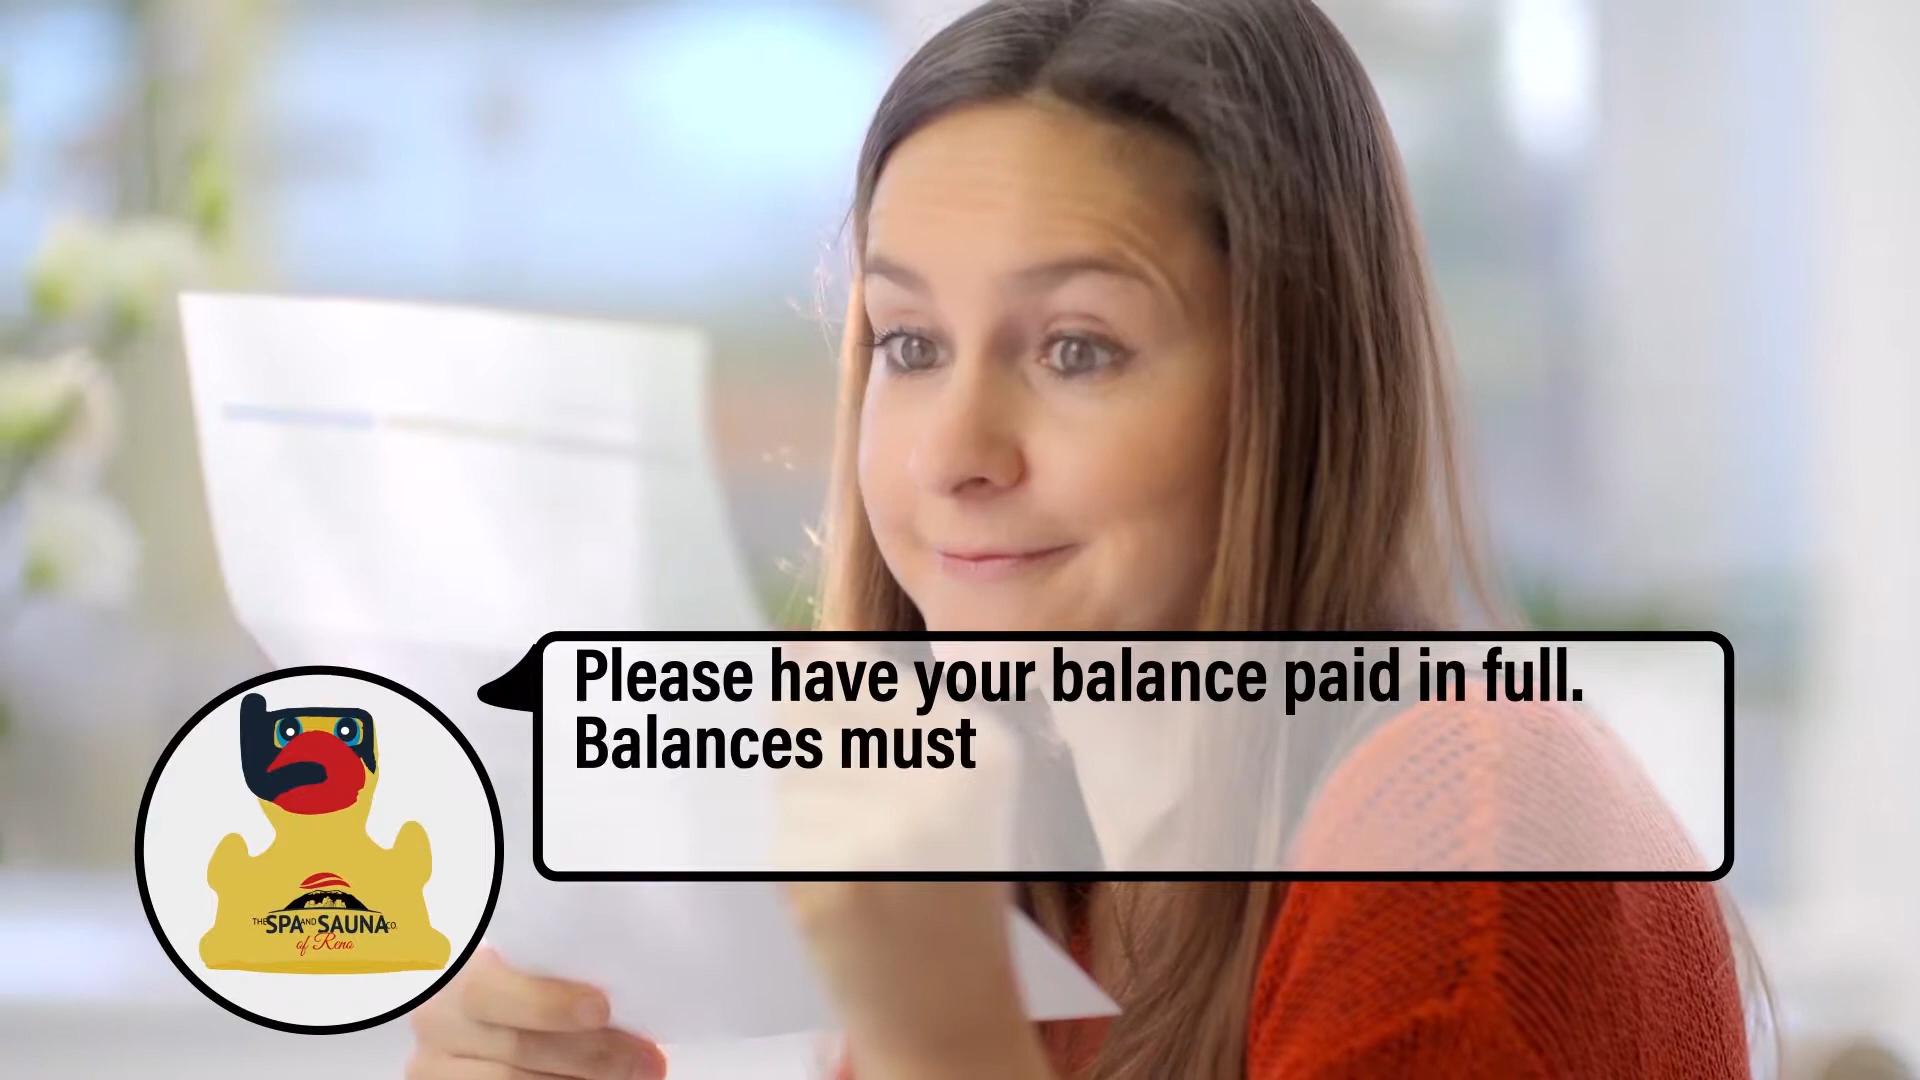 Please have your balance paid in full.
Balances must
THE SPA AND SAUNA CO.
of Reno